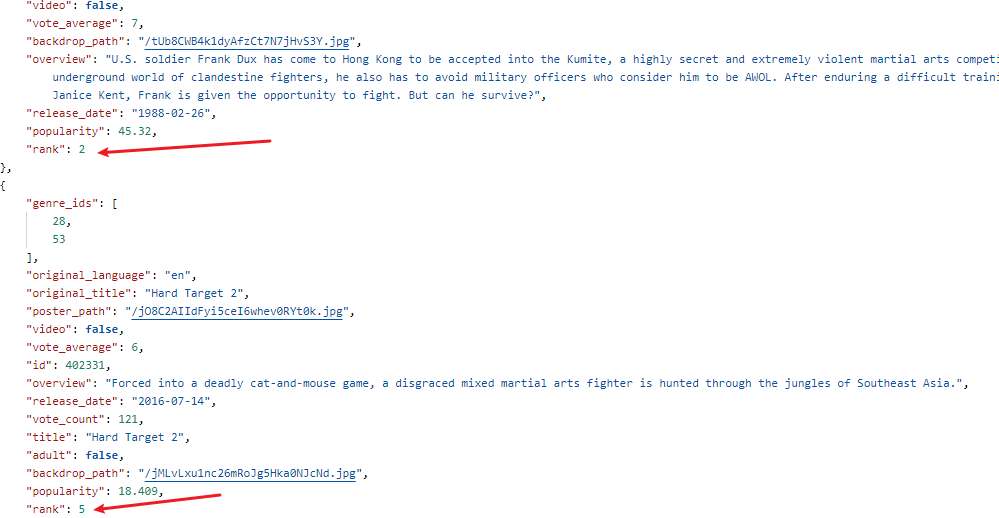 "video": false,
"vote_average": 7,
"backdrop_path": "/tUb8CWB4k1dyAfzCt7N7jHvS3Y.jpg",
"overview": "U.S. soldier Frank Dux has come to Hong Kong to be accepted into the Kumite, a highly secret and extremely violent martial arts competi
underground world of clandestine fighters, he also has to avoid military officers who consider him to be AWOL. After enduring a difficult traini
Janice Kent, Frank is given the opportunity to fight. But can he survive?",
"release_date": "1988-02-26",
"popularity": 45.32,
"rank": 2
},
{
"genre_ids": [
28,
53
],
"original_language": "en",
"original_title": "Hard Target 2",
"poster_path": "/jO8C2AIIdFyi5ceI6whev0RYt0k.jpg",
"video": false,
"vote_average": 6,
"id": 402331,
"overview": "Forced into a deadly cat-and-mouse game, a disgraced mixed martial arts fighter is hunted through the jungles of Southeast Asia.",
"release_date": "2016-07-14",
"vote_count": 121,
"title": "Hard Target 2",
"adult": false,
"backdrop_path": "/jMLvLxu1nc26mRoJg5Hka0NJcNd.jpg",
"popularity": 18.409,
"rank": 5